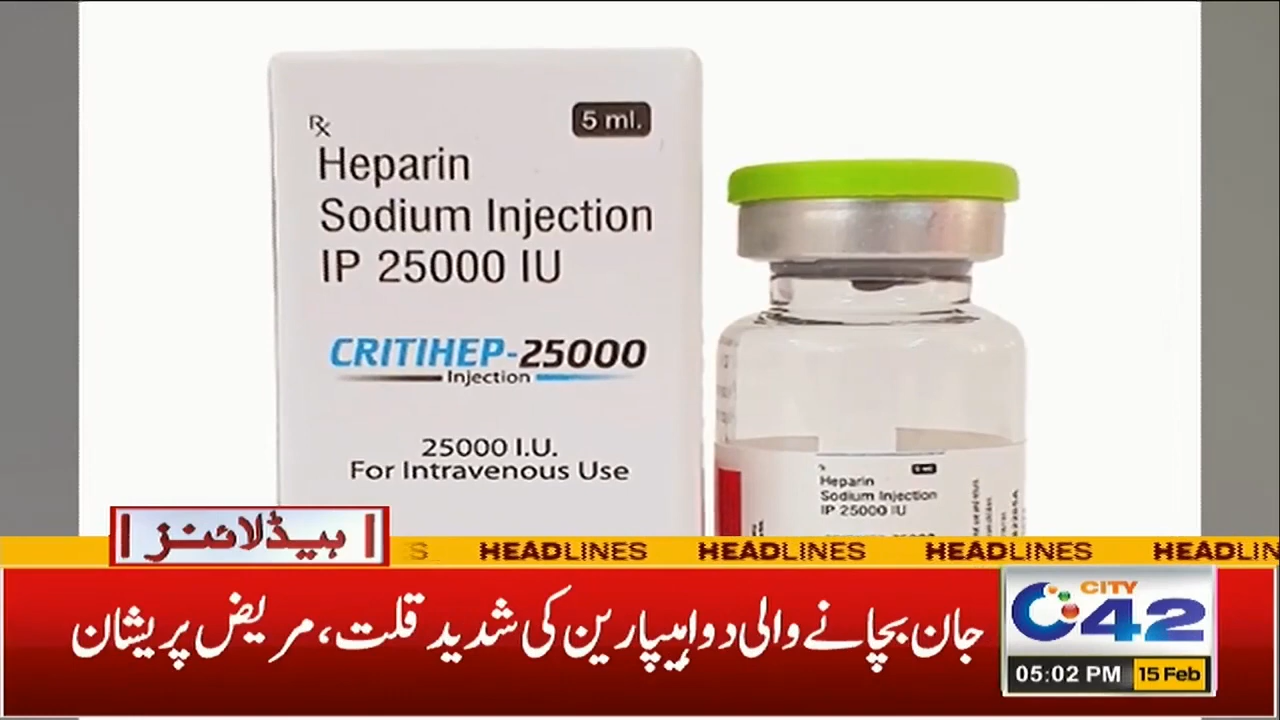 Rx
5 ml.
Heparin
Sodium Injection
IP 25000 IU
CRITIHEP-25000
Injection
25000 I.U.
For Intravenous Use
Heparin
Sodium Injection
IP 25000 IU
ہیڈلائنز
HEADLINES HEADLINES HEADLINES HEADLIN
جان بچانے والی دوا ہیپارین کی شدید قلت، مریض پریشان
CITY
42
05:02 PM 15 Feb